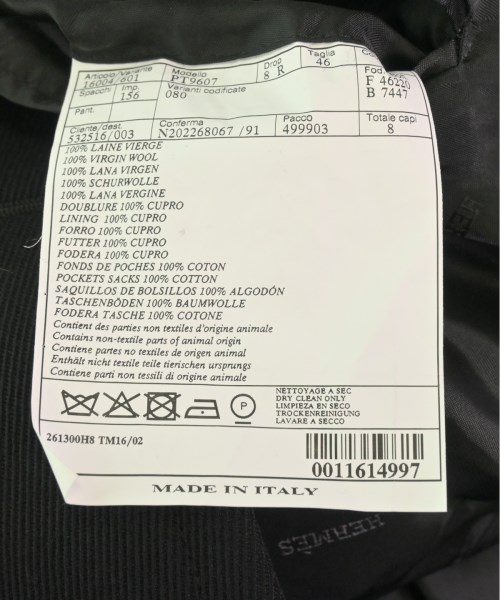 Articolo/Variante Modello Drop Taglia
16004/601 PT9607 8 R 46
Spacchi Imp. Varianti codificate Fod.
156 080 F 46220
B 7447
Pant.
Cliente/dest. Conferma Pacco Totale capi
532516/003 N202268067 /91 499903 8
100% LAINE VIERGE
100% VIRGIN WOOL
100% LANA VIRGEN
100% SCHURWOLLE
100% LANA VERGINE
DOUBLURE 100% CUPRO
LINING 100% CUPRO
FORRO 100% CUPRO
FUTTER 100% CUPRO
FODERA 100% CUPRO
FONDS DE POCHES 100% COTON
POCKETS SACKS 100% COTTON
SAQUILLOS DE BOLSILLOS 100% ALGODÓN
TASCHENBÖDEN 100% BAUMWOLLE
FODERA TASCHE 100% COTONE
Contient des parties non textiles d'origine animale
Contains non-textile parts of animal origin
Contiene partes no textiles de origen animal
Enthält nicht textile teile tierischen ursprungs
Contiene parti non tessili di origine animale
P
NETTOYAGE A SEC
DRY CLEAN ONLY
LIMPIEZA EN SECO
TROCKENREINIGUNG
LAVARE A SECCO
261300H8 TM16/02
0011614997
MADE IN ITALY
HERMÈS